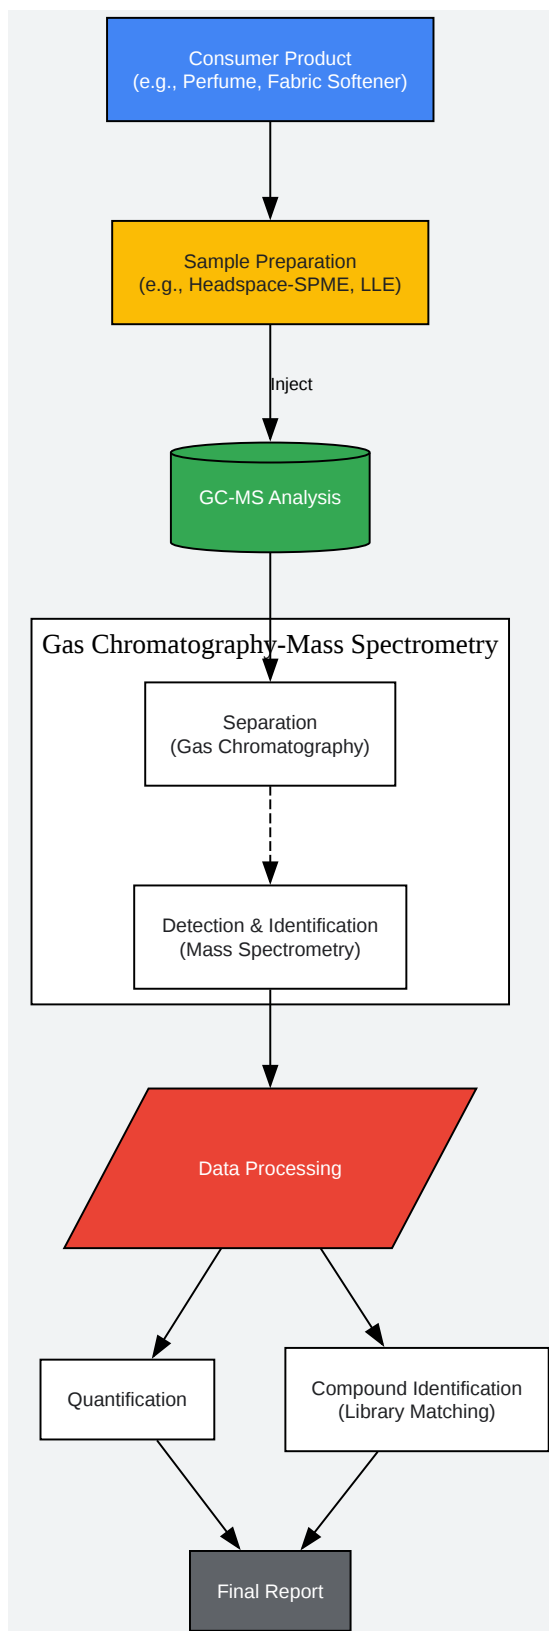 Consumer Product
(e.g., Perfume, Fabric Softener)
Sample Preparation
(e.g., Headspace-SPME, LLE)
Inject
GC-MS Analysis
Gas Chromatography-Mass Spectrometry
Separation
(Gas Chromatography)
Detection & Identification
(Mass Spectrometry)
Data Processing
Quantification
Compound Identification
(Library Matching)
Final Report